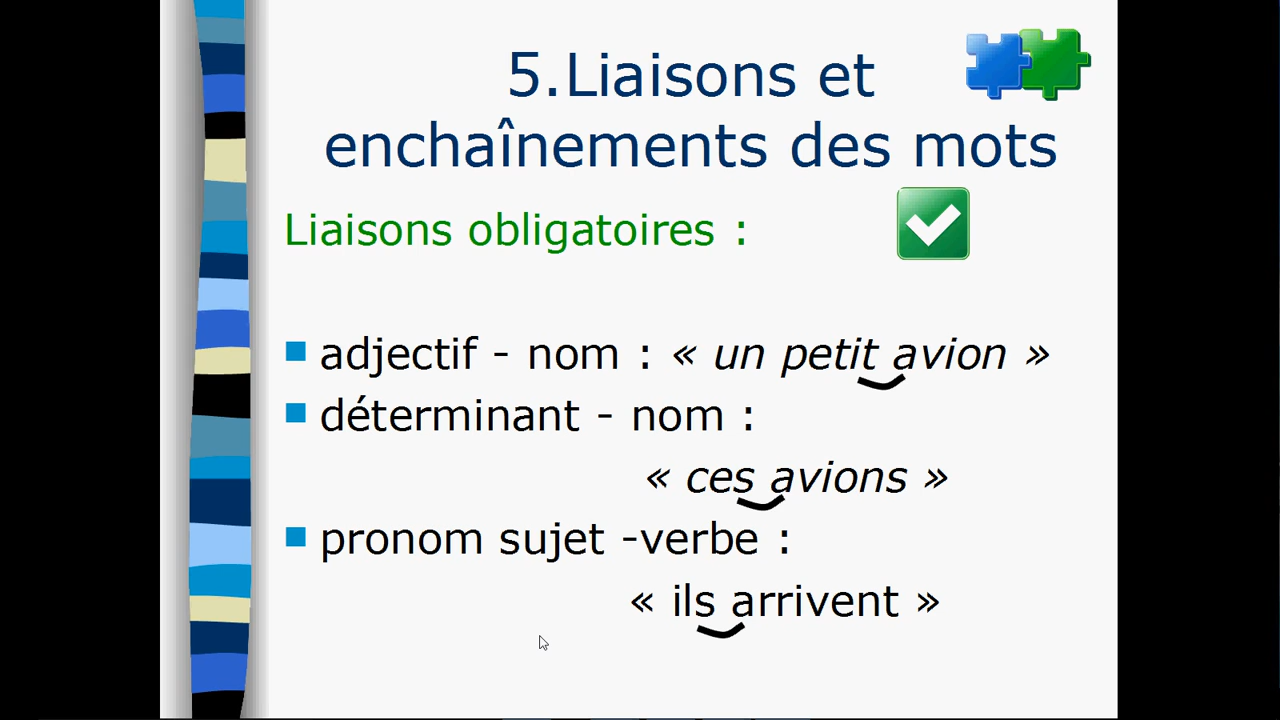 5.Liaisons et
enchaînements des mots
Liaisons obligatoires :
adjectif - nom : « un petit avion »
déterminant - nom :
« ces avions »
pronom sujet -verbe :
« ils arrivent »